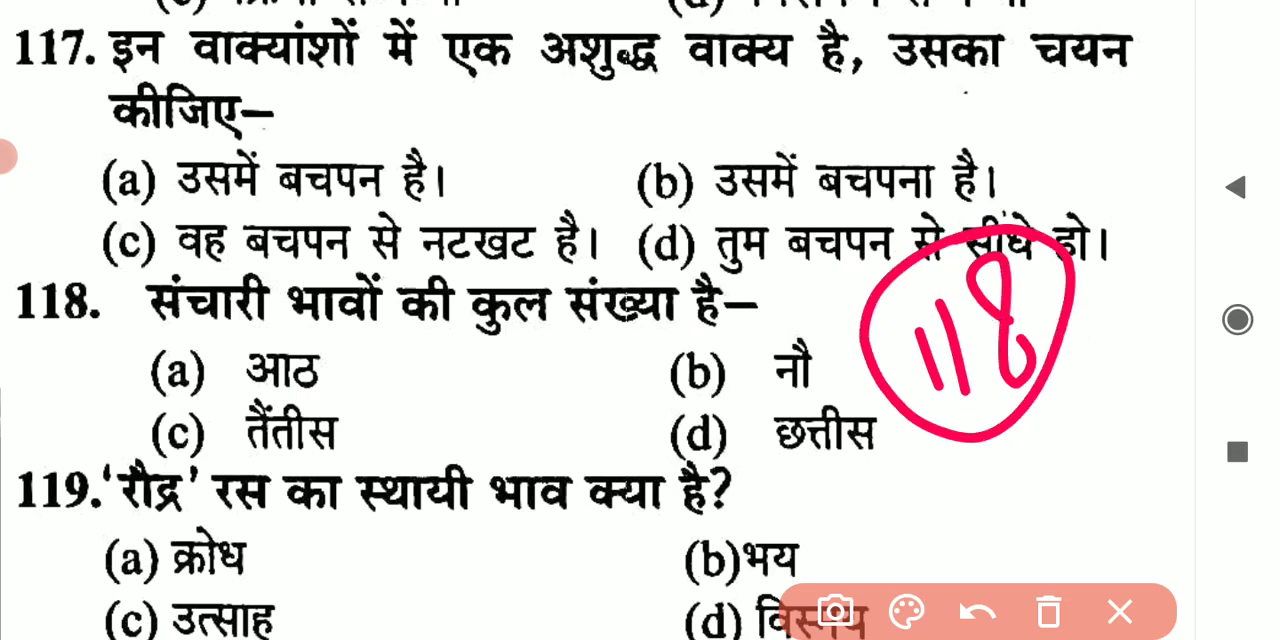 117. इन वाक्यांशों में एक अशुद्ध वाक्य है, उसका चयन
कीजिए–
(a) उसमें बचपन है। (b) उसमें बचपना है।
(c) वह बचपन से नटखट है। (d) तुम बचपन से सीधे हो।
118. संचारी भावों की कुल संख्या है–
118
(a) आठ (b) नौ
(c) तैंतीस (d) छत्तीस
119. ‘रौद्र’ रस का स्थायी भाव क्या है?
(a) क्रोध (b) भय
(c) उत्साह (d) विस्मय